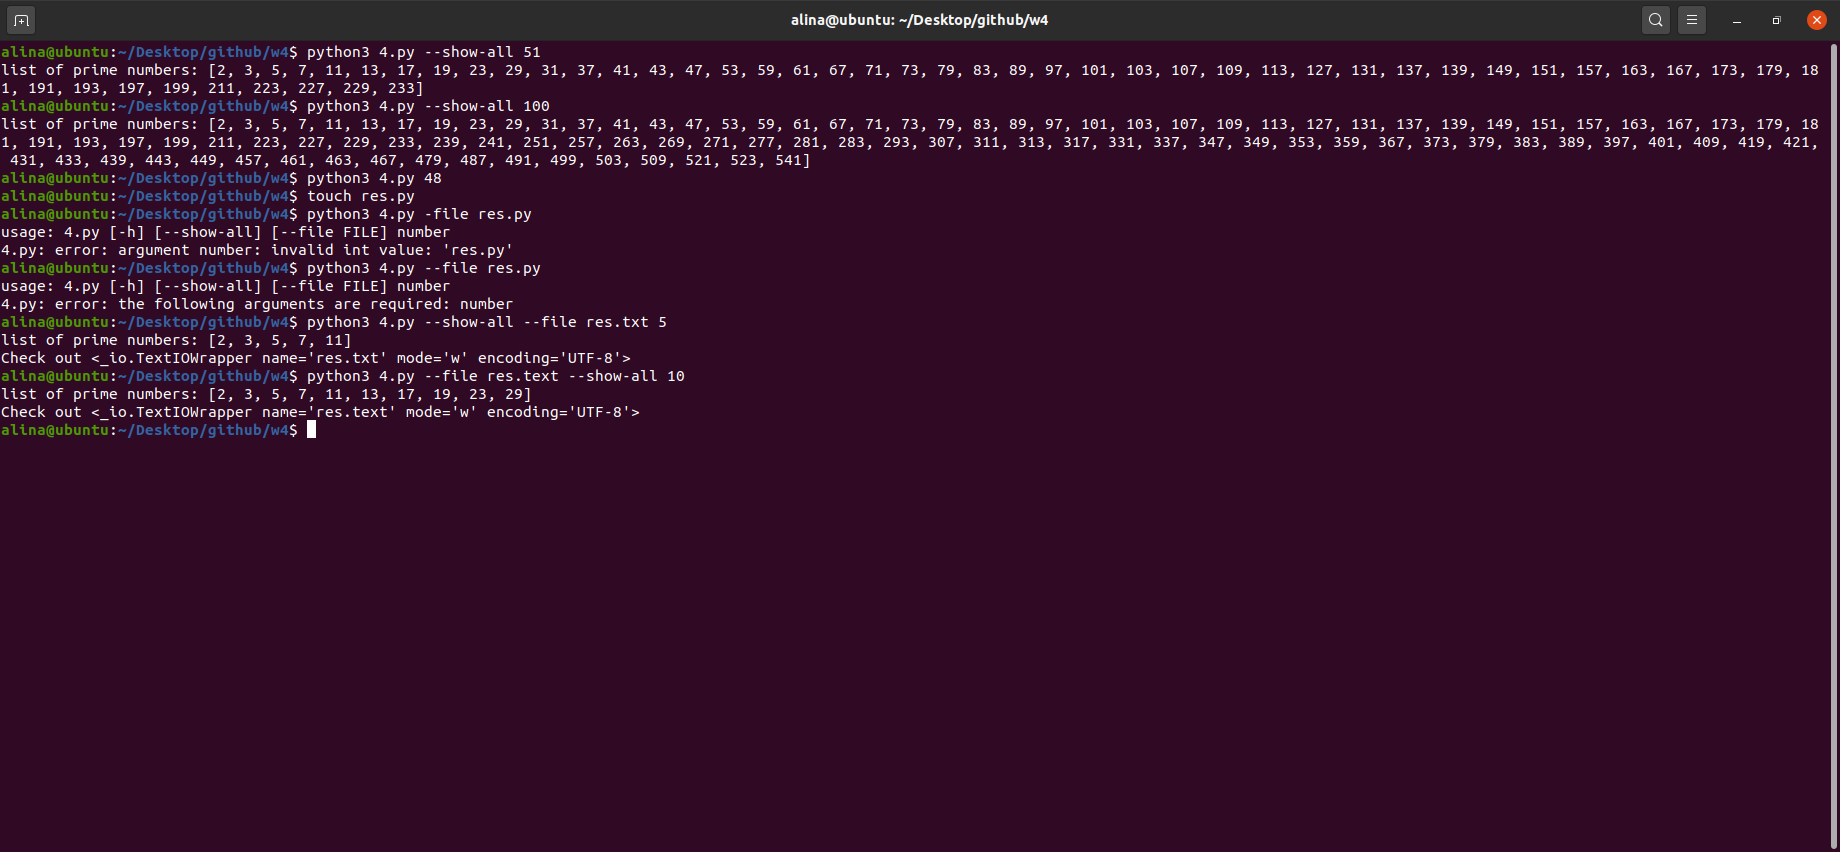 alina@ubuntu: ~/Desktop/github/w4
alina@ubuntu:~/Desktop/github/w4$ python3 4.py --show-all 51
list of prime numbers: [2, 3, 5, 7, 11, 13, 17, 19, 23, 29, 31, 37, 41, 43, 47, 53, 59, 61, 67, 71, 73, 79, 83, 89, 97, 101, 103, 107, 109, 113, 127, 131, 137, 139, 149, 151, 157, 163, 167, 173, 179, 18
1, 191, 193, 197, 199, 211, 223, 227, 229, 233]
alina@ubuntu:~/Desktop/github/w4$ python3 4.py --show-all 100
list of prime numbers: [2, 3, 5, 7, 11, 13, 17, 19, 23, 29, 31, 37, 41, 43, 47, 53, 59, 61, 67, 71, 73, 79, 83, 89, 97, 101, 103, 107, 109, 113, 127, 131, 137, 139, 149, 151, 157, 163, 167, 173, 179, 18
1, 191, 193, 197, 199, 211, 223, 227, 229, 233, 239, 241, 251, 257, 263, 269, 271, 277, 281, 283, 293, 307, 311, 313, 317, 331, 337, 347, 349, 353, 359, 367, 373, 379, 383, 389, 397, 401, 409, 419, 421,
 431, 433, 439, 443, 449, 457, 461, 463, 467, 479, 487, 491, 499, 503, 509, 521, 523, 541]
alina@ubuntu:~/Desktop/github/w4$ python3 4.py 48
alina@ubuntu:~/Desktop/github/w4$ touch res.py
alina@ubuntu:~/Desktop/github/w4$ python3 4.py -file res.py
usage: 4.py [-h] [--show-all] [--file FILE] number
4.py: error: argument number: invalid int value: 'res.py'
alina@ubuntu:~/Desktop/github/w4$ python3 4.py --file res.py
usage: 4.py [-h] [--show-all] [--file FILE] number
4.py: error: the following arguments are required: number
alina@ubuntu:~/Desktop/github/w4$ python3 4.py --show-all --file res.txt 5
list of prime numbers: [2, 3, 5, 7, 11]
Check out <_io.TextIOWrapper name='res.txt' mode='w' encoding='UTF-8'>
alina@ubuntu:~/Desktop/github/w4$ python3 4.py --file res.text --show-all 10
list of prime numbers: [2, 3, 5, 7, 11, 13, 17, 19, 23, 29]
Check out <_io.TextIOWrapper name='res.text' mode='w' encoding='UTF-8'>
alina@ubuntu:~/Desktop/github/w4$